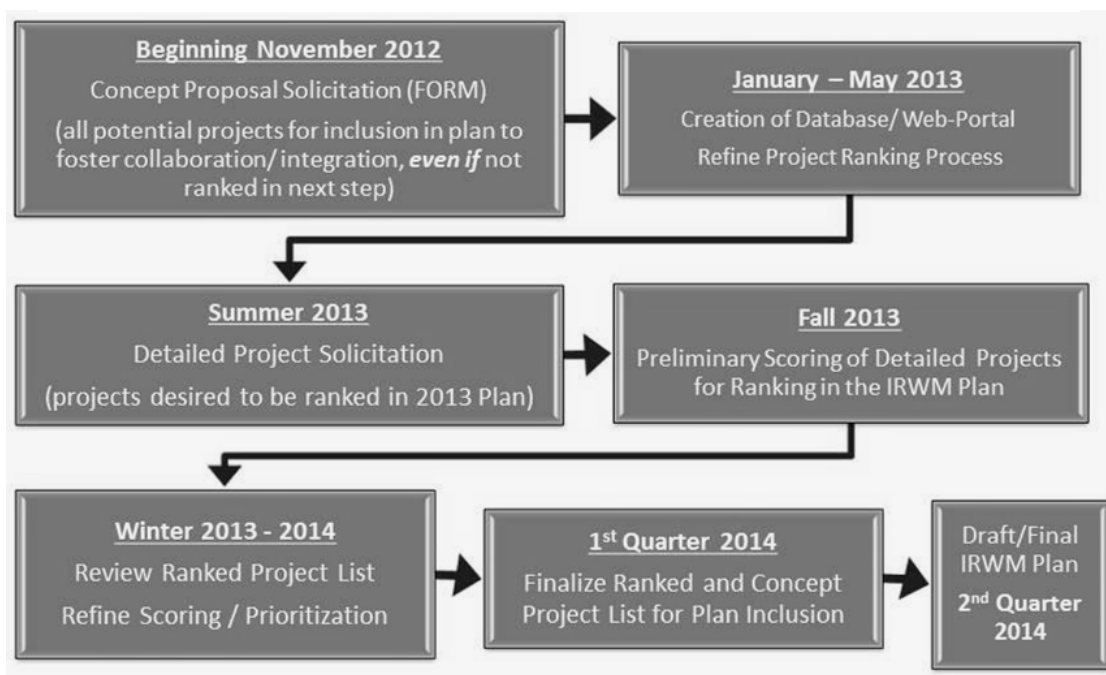 Beginning November 2012
Concept Proposal Solicitation (FORM)
(all potential projects for inclusion in plan to
foster collaboration/ integration, even if not
ranked in next step)
January – May 2013
Creation of Database/ Web-Portal
Refine Project Ranking Process
Summer 2013
Detailed Project Solicitation
(projects desired to be ranked in 2013 Plan)
Fall 2013
Preliminary Scoring of Detailed Projects
for Ranking in the IRWM Plan
Winter 2013 - 2014
Review Ranked Project List
Refine Scoring / Prioritization
1st Quarter 2014
Finalize Ranked and Concept
Project List for Plan Inclusion
Draft/Final
IRWM Plan
2nd Quarter
2014